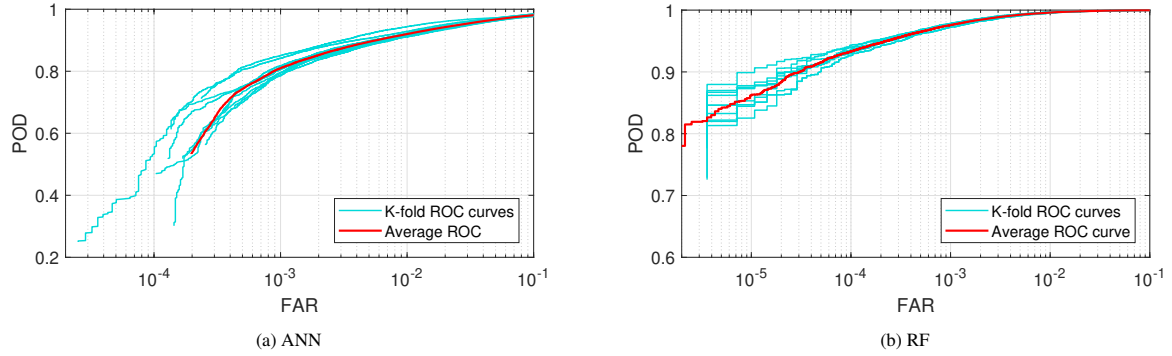 1
0.8
0.6
0.4
0.2
POD
10⁻⁴
10⁻³
10⁻²
10⁻¹
FAR
K-fold ROC curves
Average ROC
(a) ANN
1
0.9
0.8
0.7
0.6
POD
10⁻⁵
10⁻⁴
10⁻³
10⁻²
10⁻¹
FAR
K-fold ROC curves
Average ROC curve
(b) RF